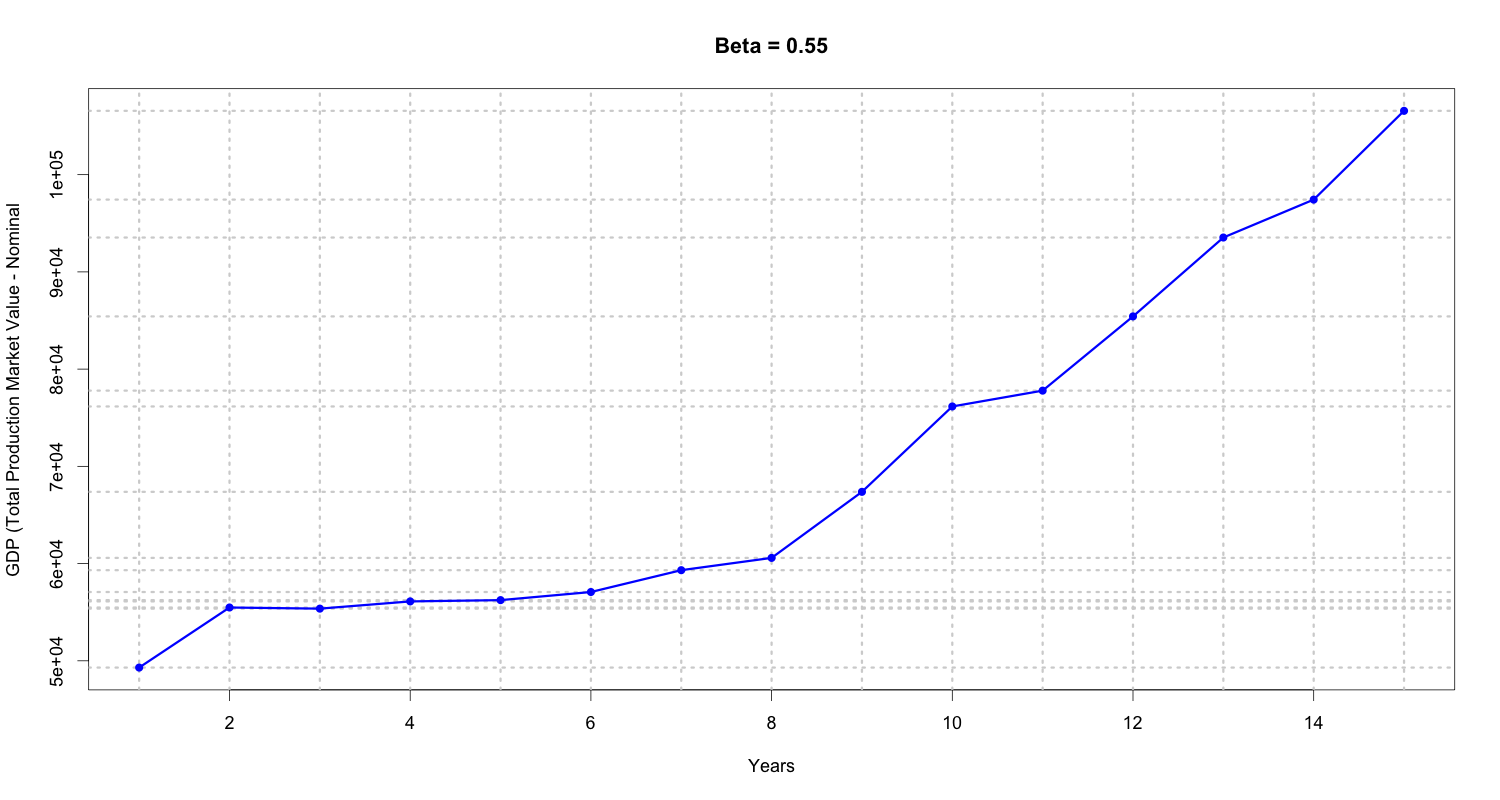 Beta = 0.55
GDP (Total Production Market Value - Nominal
1e+05
9e+04
8e+04
7e+04
6e+04
5e+04
2 4 6 8 10 12 14
Years